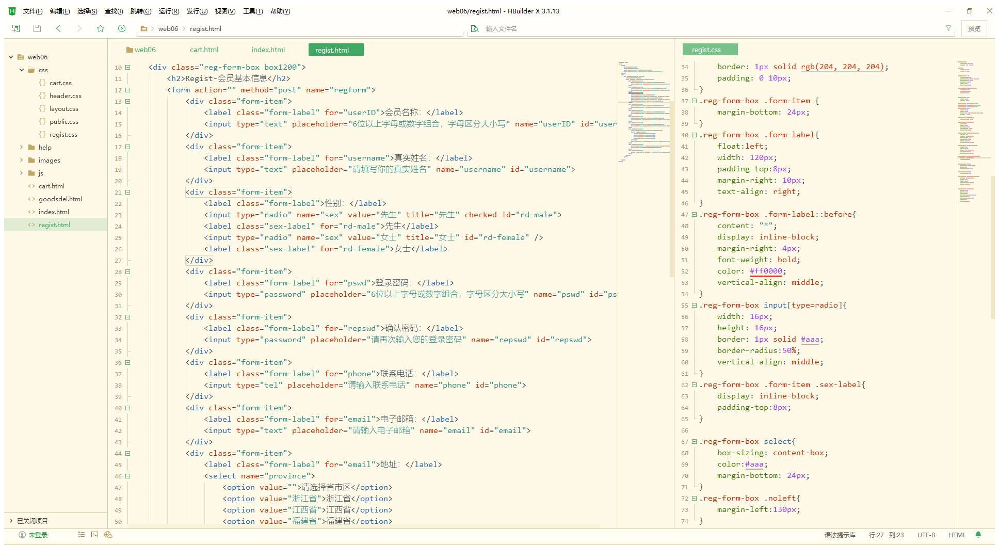 文件(F) 编辑(E) 选择(S) 查找(I) 跳转(G) 运行(R) 发行(U) 视图(V) 工具(T) 帮助(Y)
web06/regist.html - HBuilder X 3.1.13
web06 regist.html
输入文件名
预览
web06
css
cart.css
header.css
layout.css
public.css
regist.css
help
images
js
cart.html
goodsdel.html
index.html
regist.html
已关闭项目
web06 cart.html index.html regist.html
10 <div class="reg-form-box box1200">
11 <h2>Regist-会员基本信息</h2>
12 <form action="" method="post" name="regform">
13 <div class="form-item">
14 <label class="form-label" for="userID">会员名称：</label>
15 <input type="text" placeholder="6位以上字母或数字组合，字母区分大小写" name="userID" id="user
16 </div>
17 <div class="form-item">
18 <label class="form-label" for="username">真实姓名：</label>
19 <input type="text" placeholder="请填写你的真实姓名" name="username" id="username">
20 </div>
21 <div class="form-item">
22 <label class="form-label">性别：</label>
23 <input type="radio" name="sex" value="先生" title="先生" checked id="rd-male">
24 <label class="sex-label" for="rd-male">先生</label>
25 <input type="radio" name="sex" value="女士" title="女士" id="rd-female" />
26 <label class="sex-label" for="rd-female">女士</label>
27 </div>
28 <div class="form-item">
29 <label class="form-label" for="pswd">登录密码：</label>
30 <input type="password" placeholder="6位以上字母或数字组合，字母区分大小写" name="pswd" id="ps
31 </div>
32 <div class="form-item">
33 <label class="form-label" for="repswd">确认密码：</label>
34 <input type="password" placeholder="请再次输入您的登录密码" name="repswd" id="repswd">
35 </div>
36 <div class="form-item">
37 <label class="form-label" for="phone">联系电话：</label>
38 <input type="tel" placeholder="请输入联系电话" name="phone" id="phone">
39 </div>
40 <div class="form-item">
41 <label class="form-label" for="email">电子邮箱：</label>
42 <input type="text" placeholder="请输入电子邮箱" name="email" id="email">
43 </div>
44 <div class="form-item">
45 <label class="form-label" for="email">地址：</label>
46 <select name="province">
47 <option value="">请选择省市区</option>
48 <option value="浙江省">浙江省</option>
49 <option value="江西省">江西省</option>
50 <option value="福建省">福建省</option>
regist.css
34 border: 1px solid rgb(204, 204, 204);
35 padding: 0 10px;
36 }
37 .reg-form-box .form-item {
38 margin-bottom: 24px;
39 }
40 .reg-form-box .form-label{
41 float:left;
42 width: 120px;
43 padding-top:8px;
44 margin-right: 10px;
45 text-align: right;
46 }
47 .reg-form-box .form-label::before{
48 content: "*";
49 display: inline-block;
50 margin-right: 4px;
51 font-weight: bold;
52 color: #ff0000;
53 vertical-align: middle;
54 }
55 .reg-form-box input[type=radio]{
56 width: 16px;
57 height: 16px;
58 border: 1px solid #aaa;
59 border-radius:50%;
60 vertical-align: middle;
61 }
62 .reg-form-box .form-item .sex-label{
63 display: inline-block;
64 padding-top:8px;
65 }
66
67 .reg-form-box select{
68 box-sizing: content-box;
69 color:#aaa;
70 margin-bottom: 24px;
71 }
72 .reg-form-box .noleft{
73 margin-left:130px;
74 }
未登录
语法提示库 行:27 列:23 UTF-8 HTML